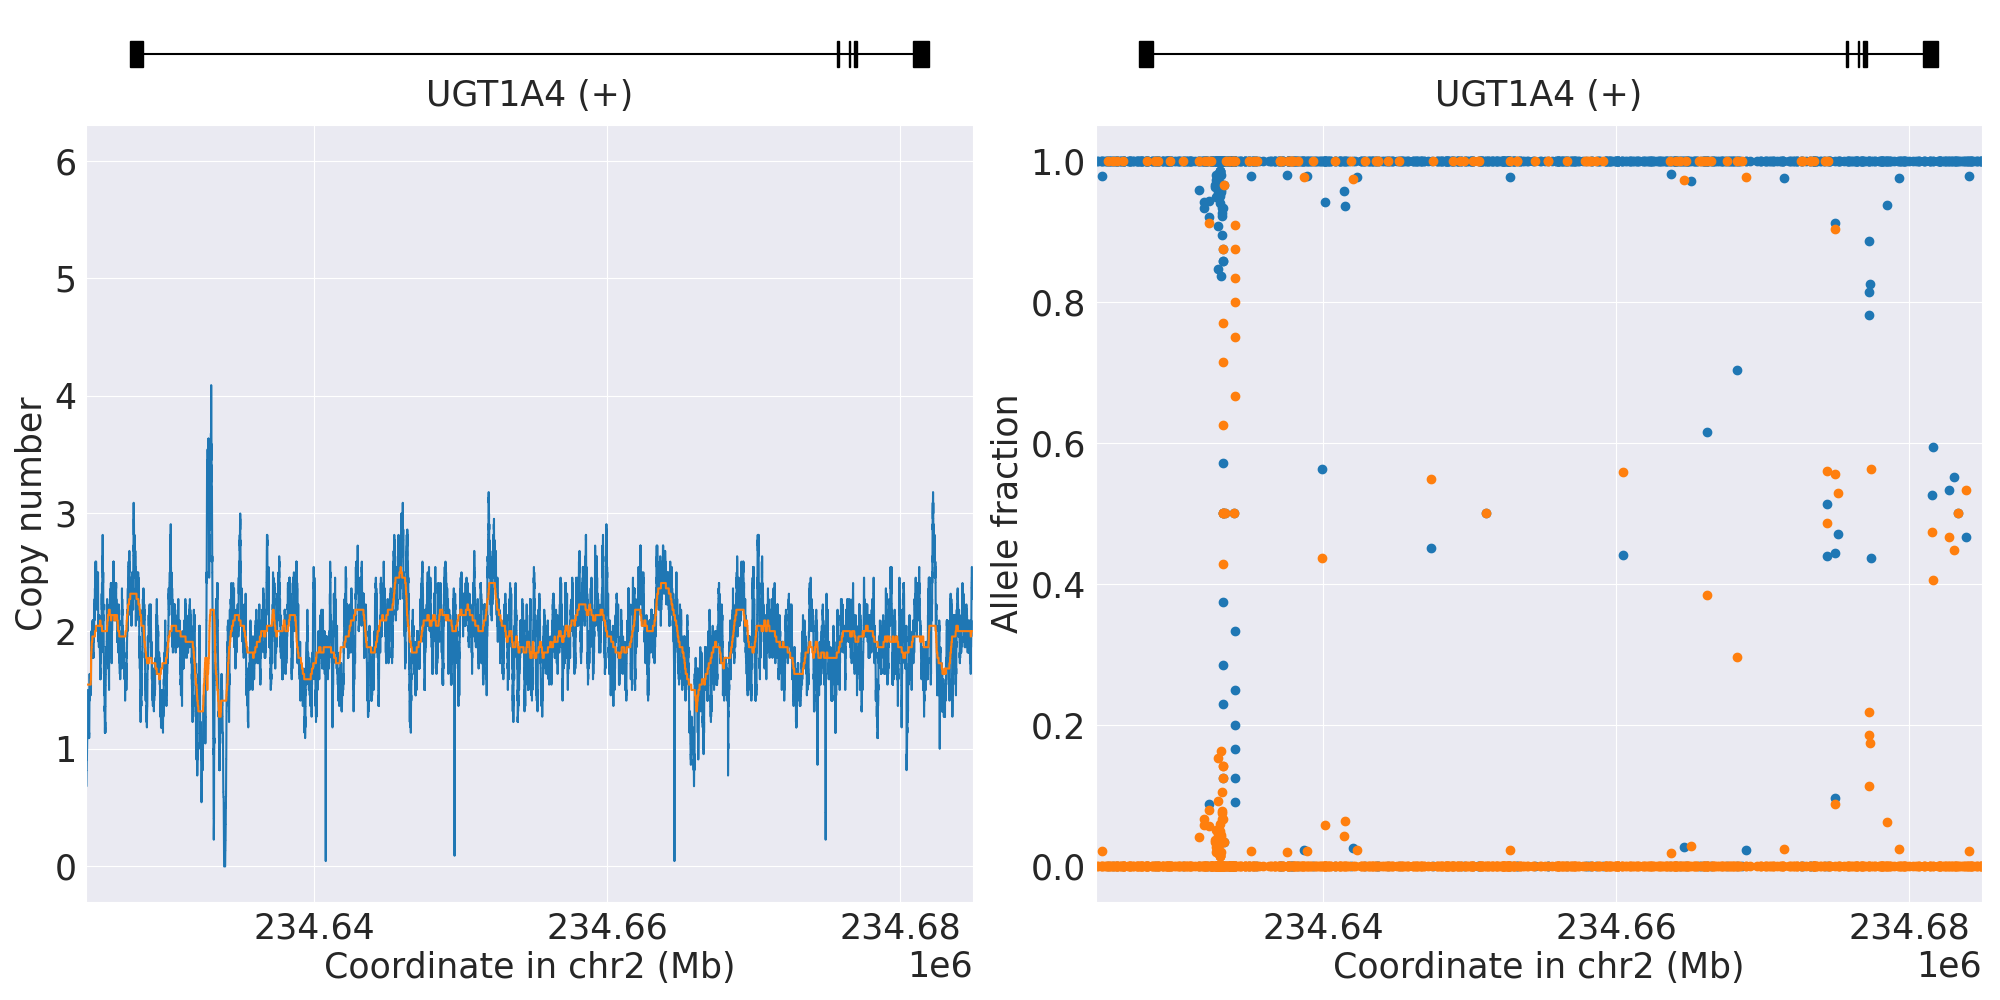 UGT1A4 (+)
6
5
4
3
2
1
0
Copy number
234.64 234.66 234.68
1e6
Coordinate in chr2 (Mb)
UGT1A4 (+)
1.0
0.8
0.6
0.4
0.2
0.0
Allele fraction
234.64 234.66 234.68
1e6
Coordinate in chr2 (Mb)